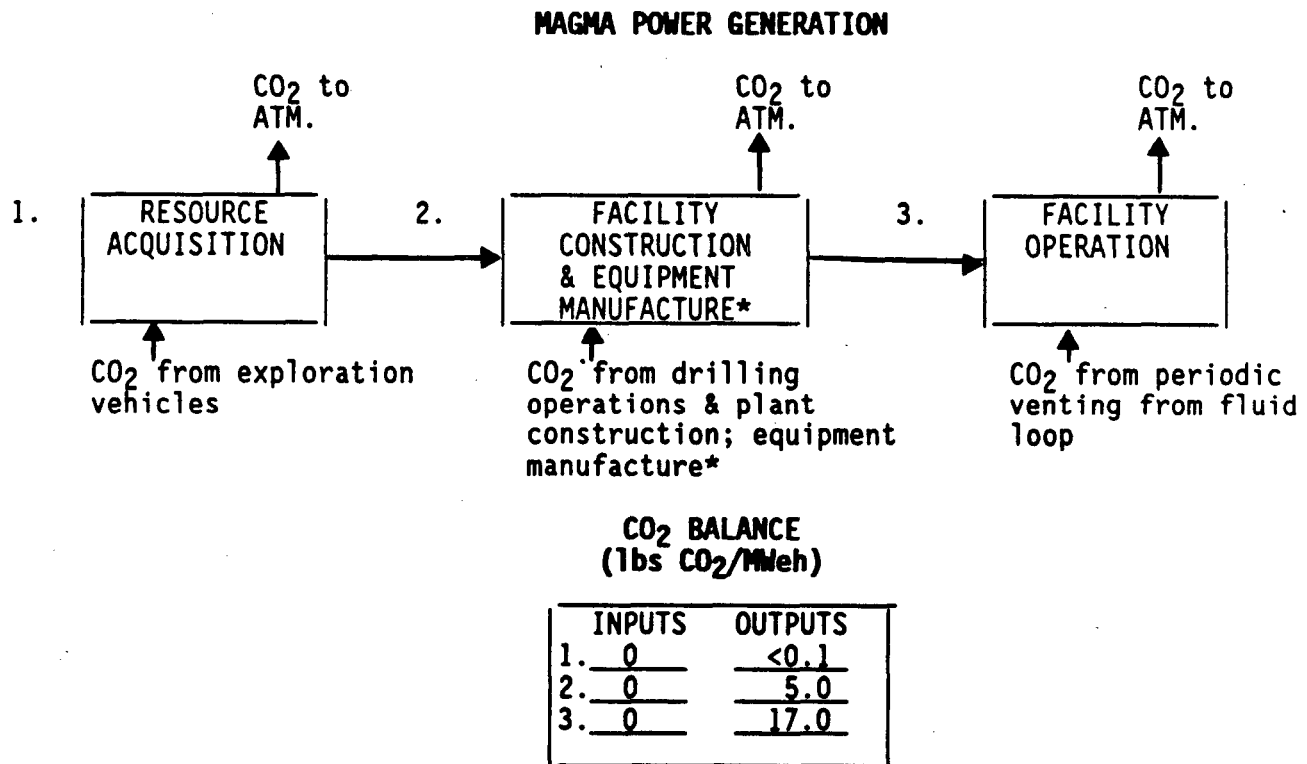 MAGMA POWER GENERATION
CO2 to
ATM.
CO2 to
ATM.
CO2 to
ATM.
1.
RESOURCE
ACQUISITION
2.
FACILITY
CONSTRUCTION
& EQUIPMENT
MANUFACTURE*
3.
FACILITY
OPERATION
CO2 from exploration
vehicles
CO2 from drilling
operations & plant
construction; equipment
manufacture*
CO2 from periodic
venting from fluid
loop
CO2 BALANCE
(lbs CO2/MWeh)
INPUTS OUTPUTS
1. 0 <0.1
2. 0 5.0
3. 0 17.0